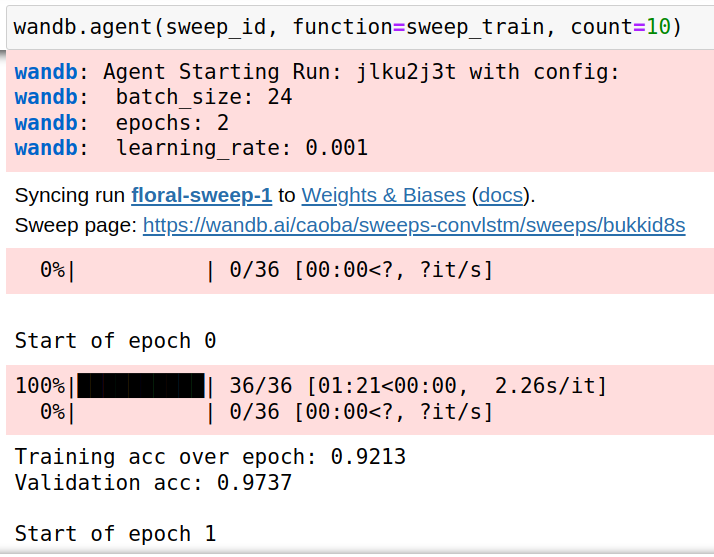 wandb.agent(sweep_id, function=sweep_train, count=10)
wandb: Agent Starting Run: jlku2j3t with config:
wandb:  batch_size: 24
wandb:  epochs: 2
wandb:  learning_rate: 0.001
Syncing run floral-sweep-1 to Weights & Biases (docs).
Sweep page: https://wandb.ai/caoba/sweeps-convlstm/sweeps/bukkid8s
0%|          | 0/36 [00:00<?, ?it/s]
Start of epoch 0
100%|██████████| 36/36 [01:21<00:00,  2.26s/it]
0%|          | 0/36 [00:00<?, ?it/s]
Training acc over epoch: 0.9213
Validation acc: 0.9737
Start of epoch 1